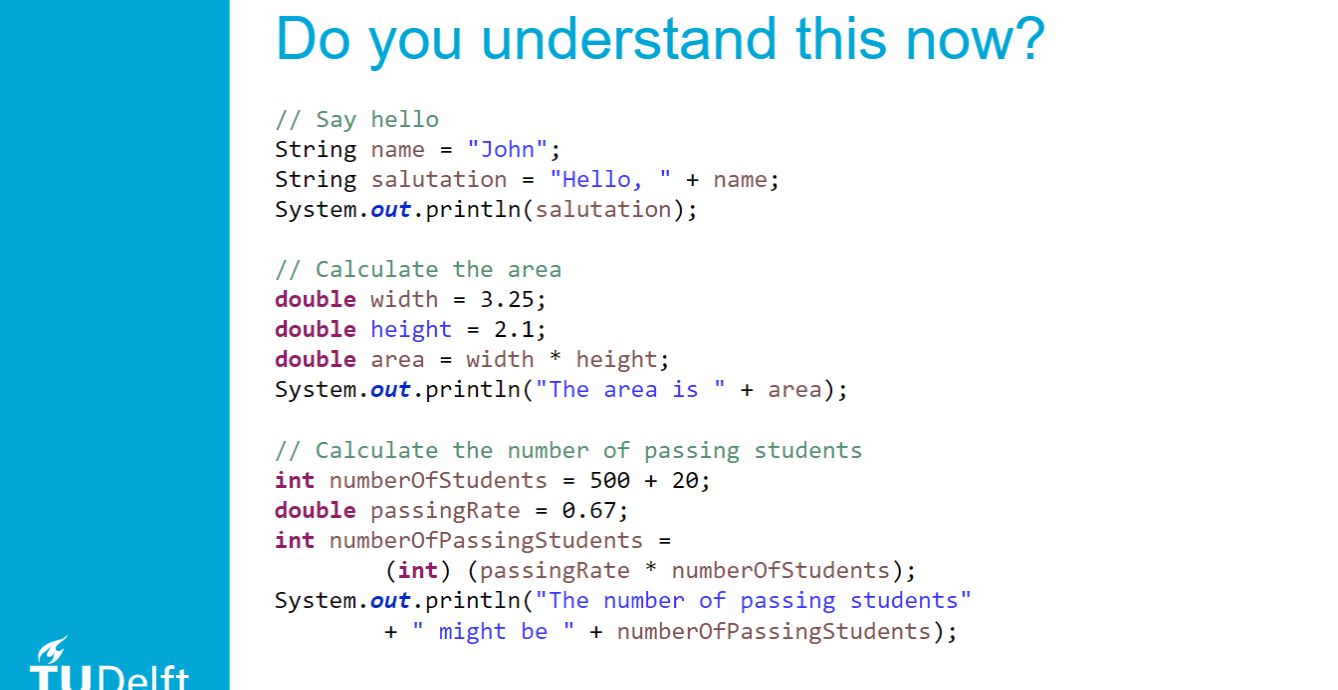 Do you understand this now?
// Say hello
String name = "John";
String salutation = "Hello, " + name;
System.out.println(salutation);
// Calculate the area
double width = 3.25;
double height = 2.1;
double area = width * height;
System.out.println("The area is " + area);
// Calculate the number of passing students
int numberOfStudents = 500 + 20;
double passingRate = 0.67;
int numberOfPassingStudents =
(int) (passingRate * numberOfStudents);
System.out.println("The number of passing students"
+ " might be " + numberOfPassingStudents);
TUDelft